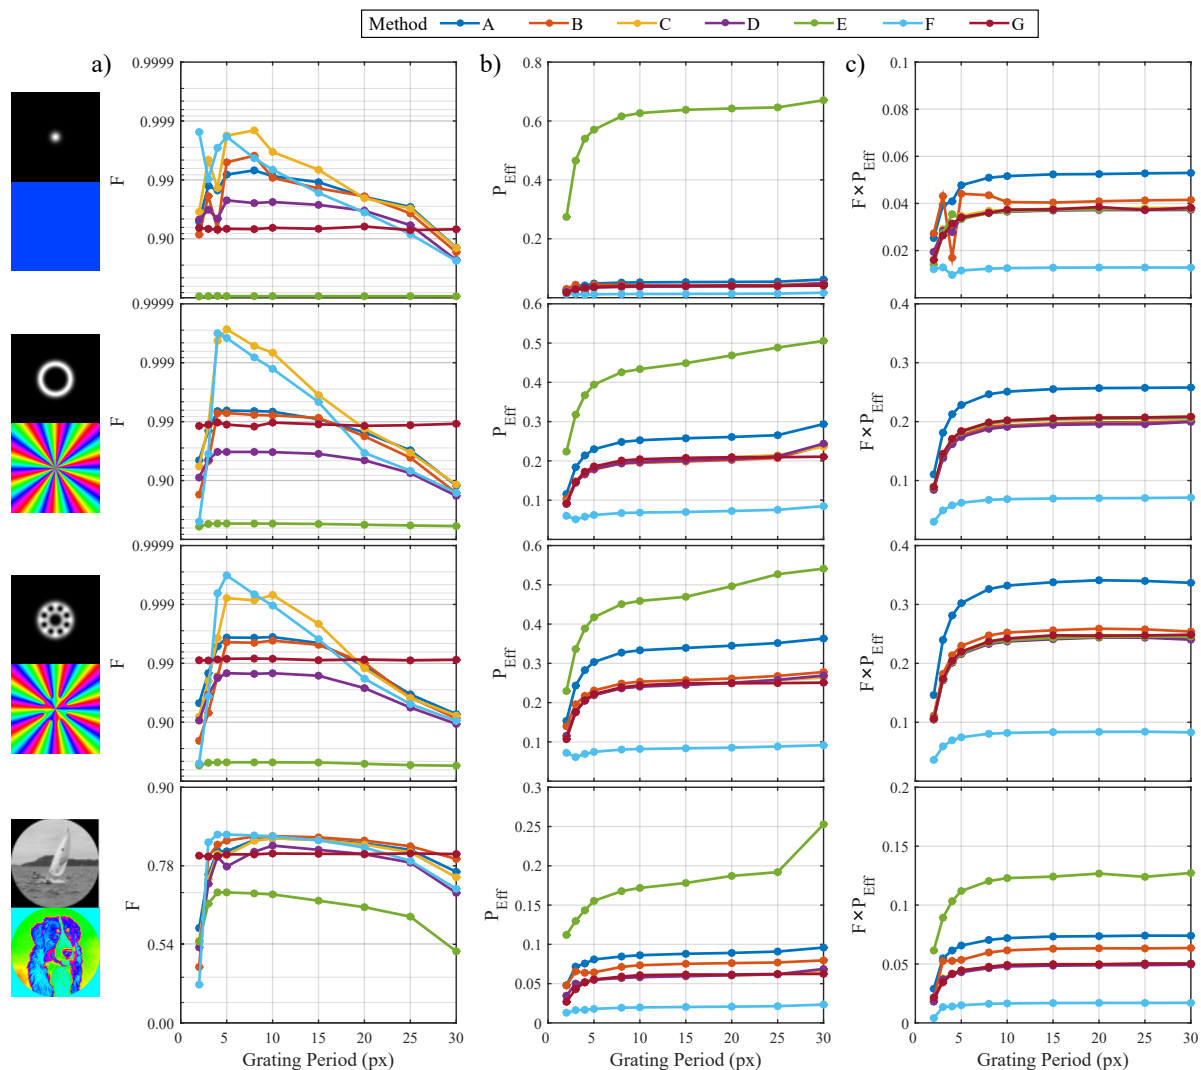 Method A B C D E F G
a) b) c)
0.9999 0.999 0.99 0.90
F
0.8 0.6 0.4 0.2
P_Eff
0.1 0.08 0.06 0.04 0.02
F×P_Eff
0.9999 0.999 0.99 0.90
F
0.6 0.5 0.4 0.3 0.2 0.1
P_Eff
0.4 0.3 0.2 0.1
F×P_Eff
0.9999 0.999 0.99 0.90
F
0.6 0.5 0.4 0.3 0.2 0.1
P_Eff
0.4 0.3 0.2 0.1
F×P_Eff
0.90 0.78 0.54 0.00
F
0.3 0.25 0.2 0.15 0.1 0.05 0
P_Eff
0.2 0.15 0.1 0.05 0
F×P_Eff
0 5 10 15 20 25 30
Grating Period (px)
0 5 10 15 20 25 30
Grating Period (px)
0 5 10 15 20 25 30
Grating Period (px)